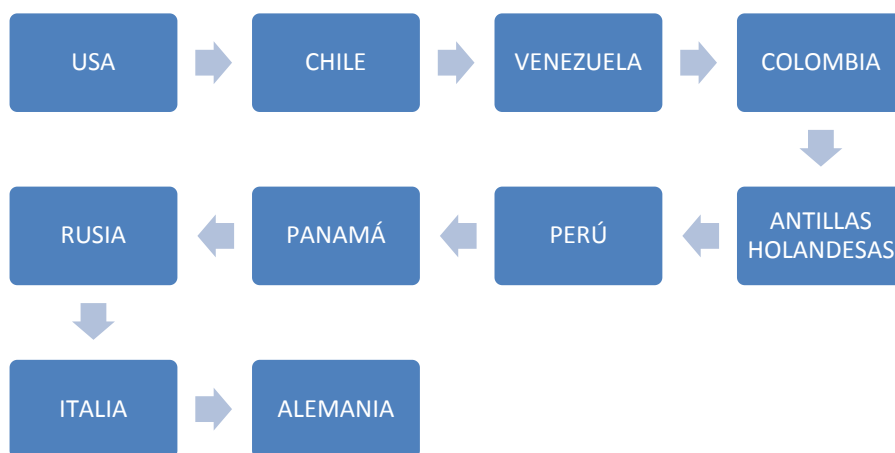 USA
CHILE
VENEZUELA
COLOMBIA
ANTILLAS
HOLANDESAS
PERÚ
PANAMÁ
RUSIA
ITALIA
ALEMANIA